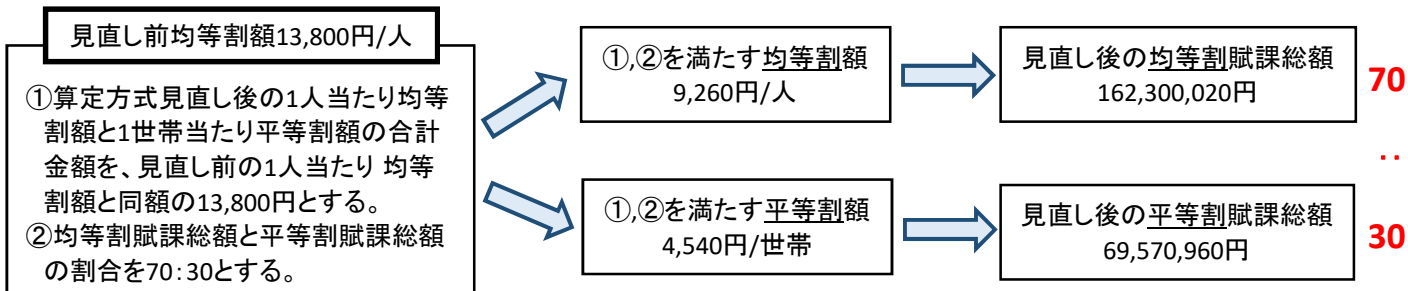 見直し前均等割額13,800円/人
①算定方式見直し後の1人当たり均等
割額と1世帯当たり平等割額の合計
金額を、見直し前の1人当たり 均等
割額と同額の13,800円とする。
②均等割賦課総額と平等割賦課総額
の割合を70:30とする。
①,②を満たす均等割額
9,260円/人
見直し後の均等割賦課総額
162,300,020円
70
:
①,②を満たす平等割額
4,540円/世帯
見直し後の平等割賦課総額
69,570,960円
30